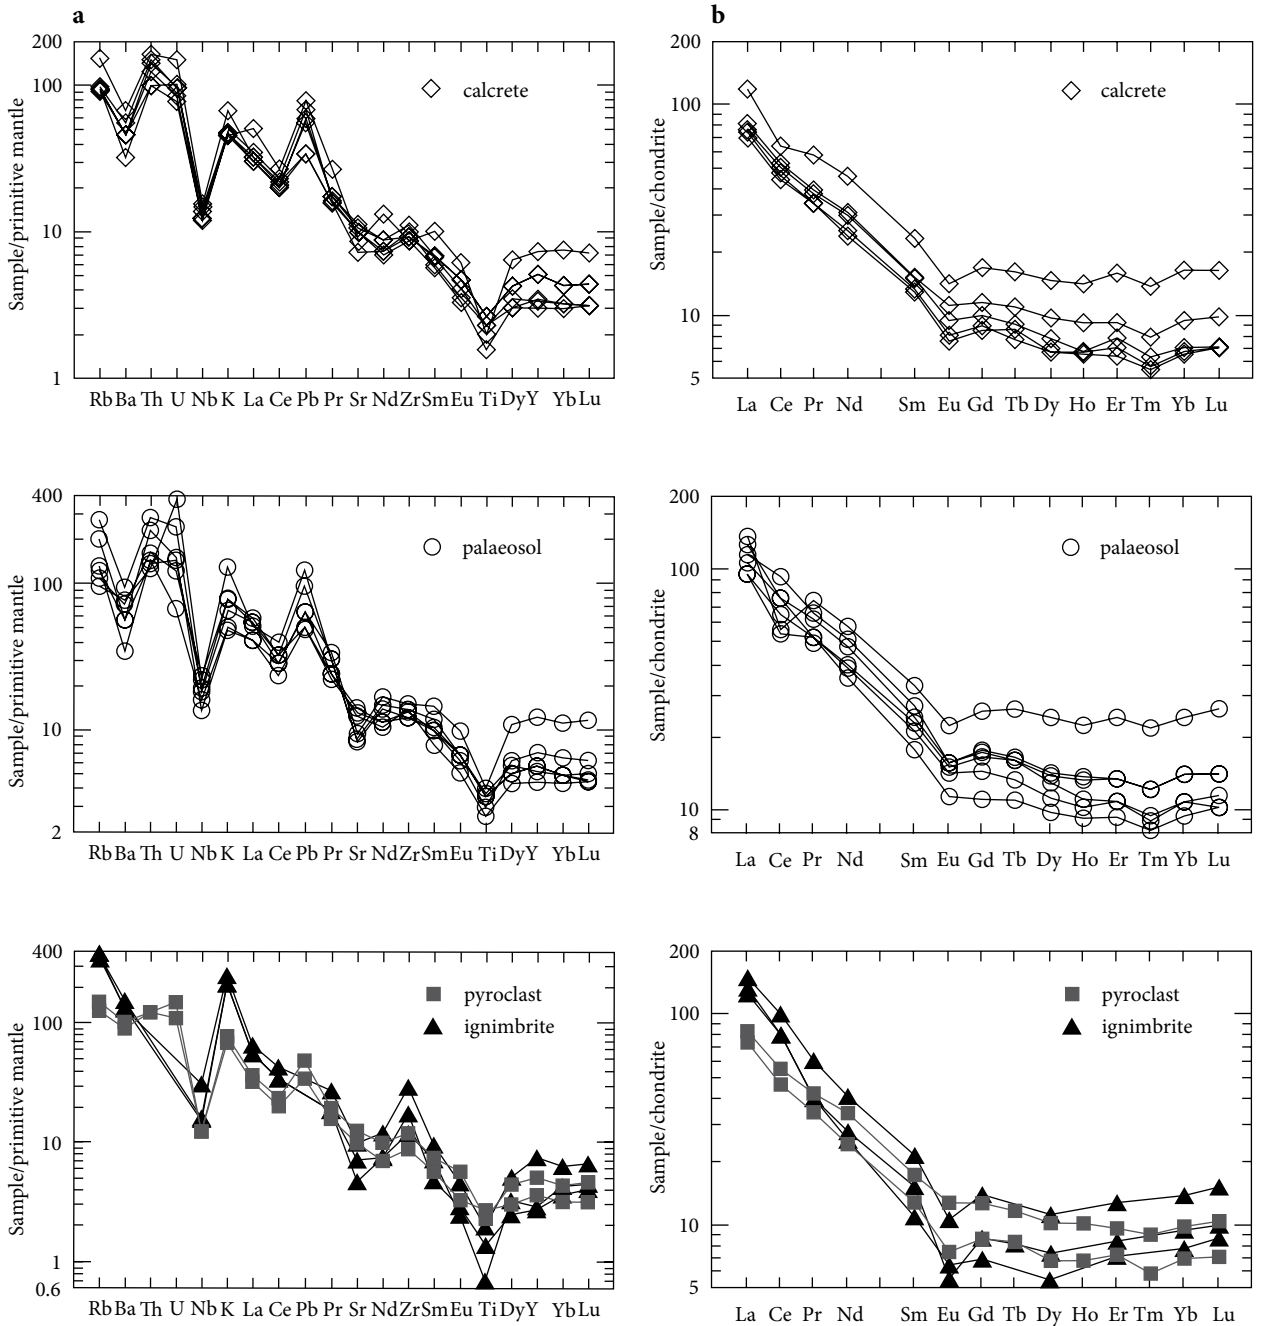 a
b
200
100
10
1
Sample/primitive mantle
calcrete
Rb Ba Th U Nb K La Ce Pb Pr Sr Nd Zr Sm Eu Ti Dy Y Yb Lu
200
100
10
5
Sample/chondrite
calcrete
La Ce Pr Nd Sm Eu Gd Tb Dy Ho Er Tm Yb Lu
400
100
10
2
Sample/primitive mantle
palaeosol
Rb Ba Th U Nb K La Ce Pb Pr Sr Nd Zr Sm Eu Ti Dy Y Yb Lu
200
100
10
8
Sample/chondrite
palaeosol
La Ce Pr Nd Sm Eu Gd Tb Dy Ho Er Tm Yb Lu
400
100
10
1
0.6
Sample/primitive mantle
pyroclast
ignimbrite
Rb Ba Th U Nb K La Ce Pb Pr Sr Nd Zr Sm Eu Ti Dy Y Yb Lu
200
100
10
5
Sample/chondrite
pyroclast
ignimbrite
La Ce Pr Nd Sm Eu Gd Tb Dy Ho Er Tm Yb Lu